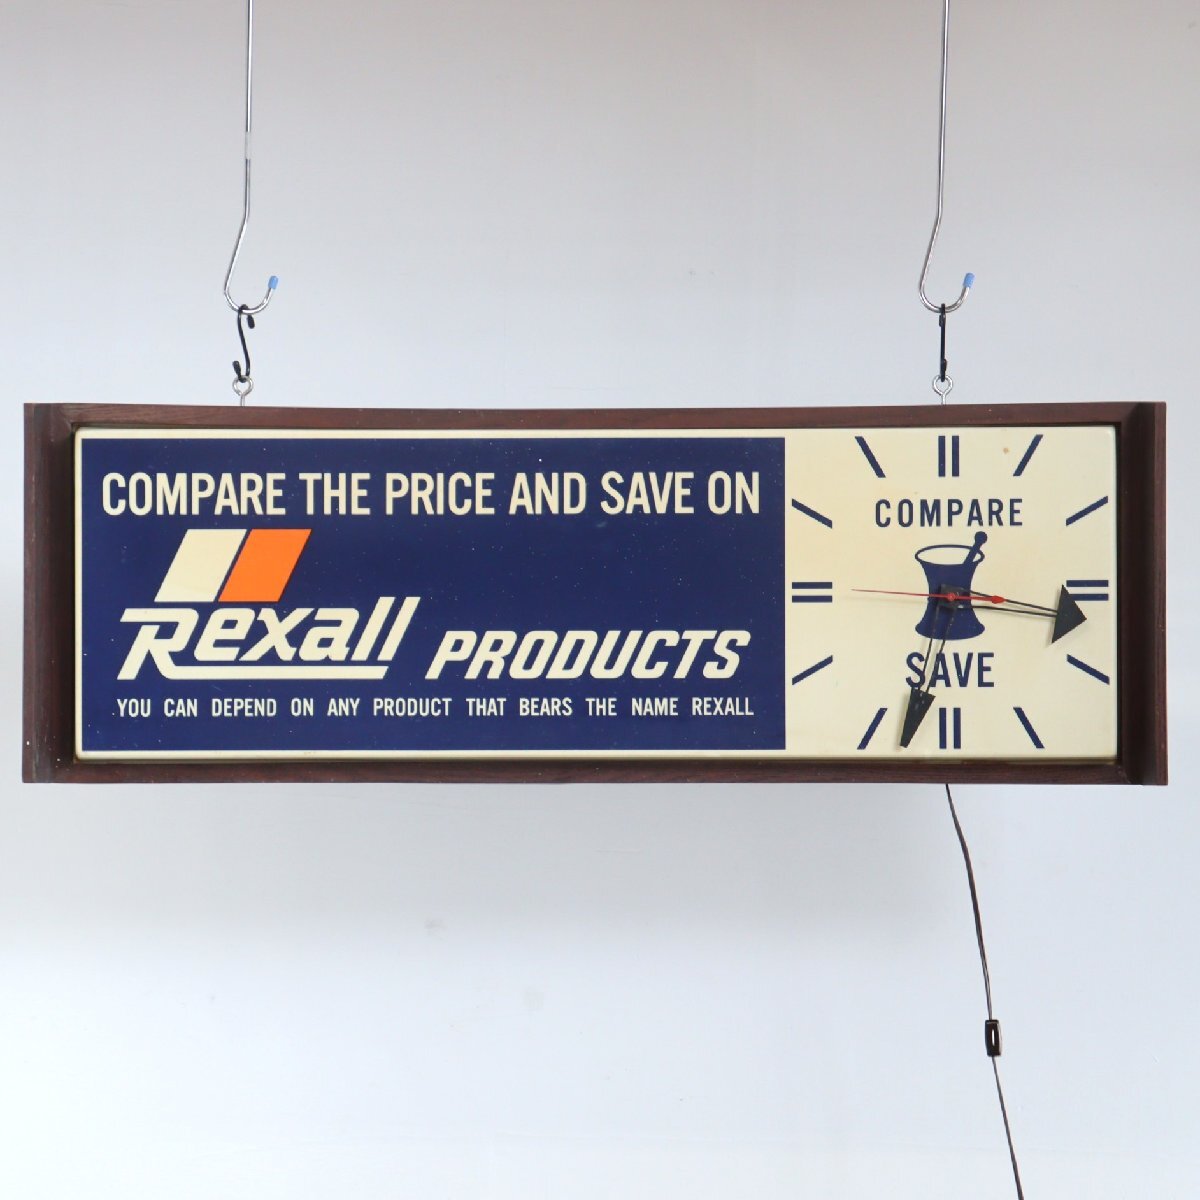 COMPARE THE PRICE AND SAVE ON
Rexall PRODUCTS
YOU CAN DEPEND ON ANY PRODUCT THAT BEARS THE NAME REXALL
COMPARE
SAVE